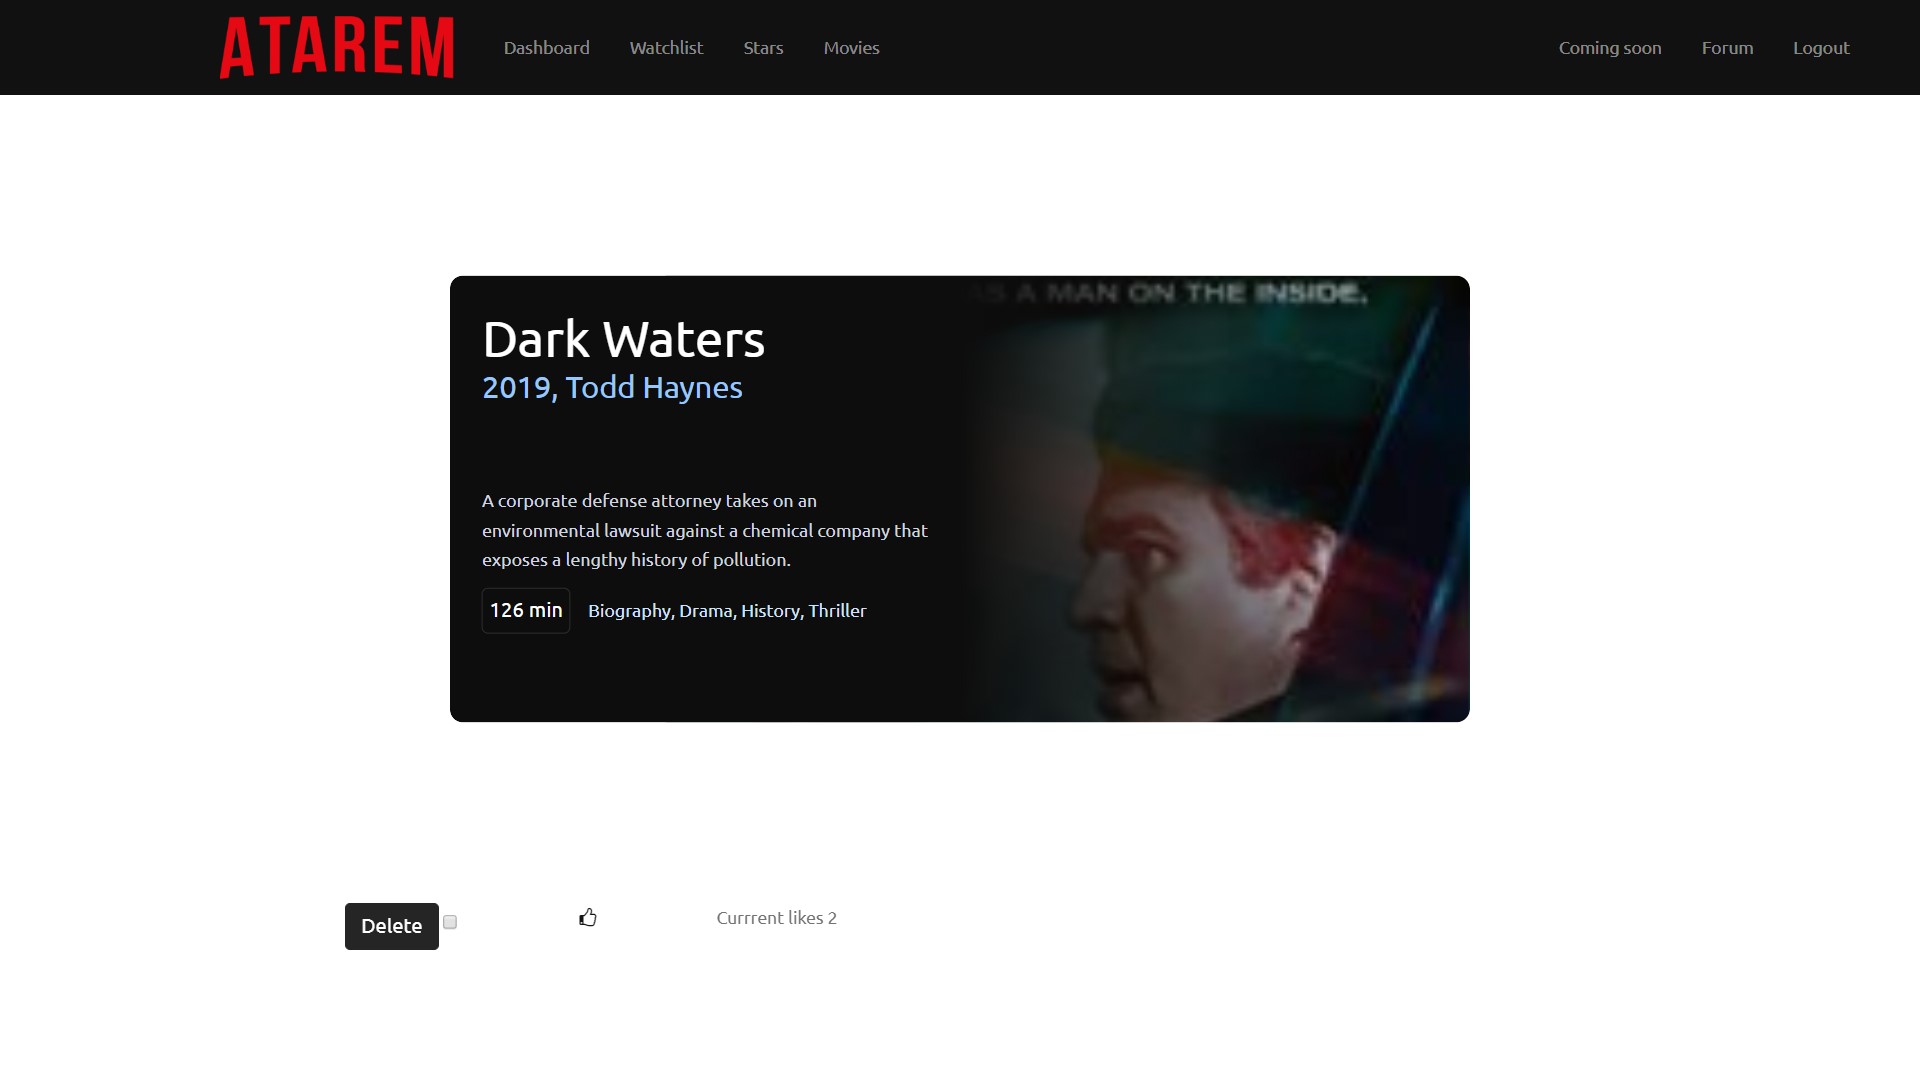 ATAREM
Dashboard
Watchlist
Stars
Movies
Coming soon
Forum
Logout
AS A MAN ON THE INSIDE.
Dark Waters
2019, Todd Haynes
A corporate defense attorney takes on an
environmental lawsuit against a chemical company that
exposes a lengthy history of pollution.
126 min
Biography, Drama, History, Thriller
Delete
Currrent likes 2